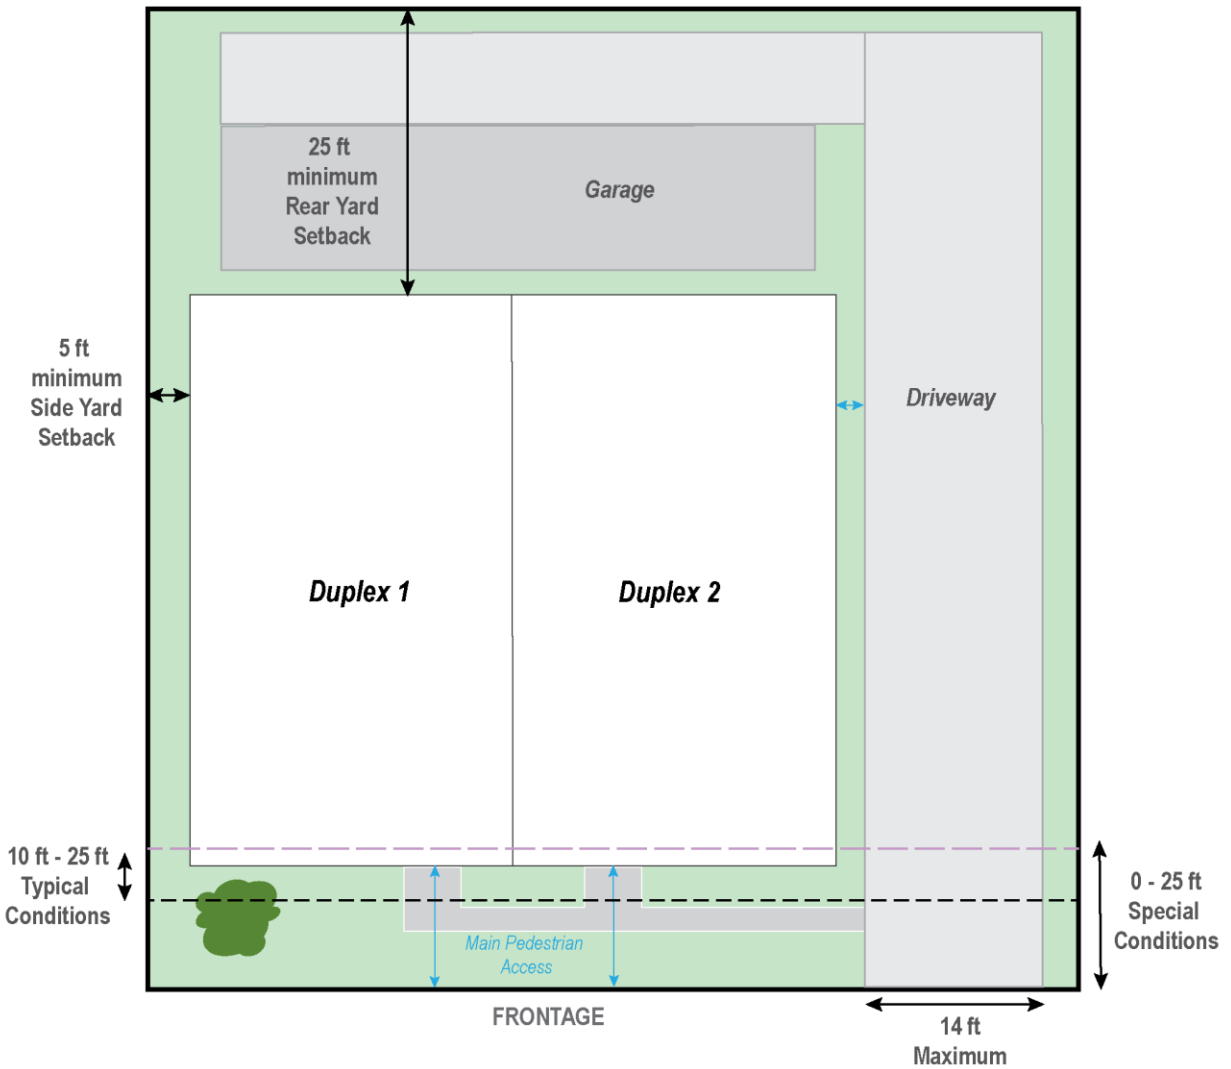 25 ft
minimum
Rear Yard
Setback
Garage
5 ft
minimum
Side Yard
Setback
Driveway
Duplex 1
Duplex 2
10 ft - 25 ft
Typical
Conditions
0 - 25 ft
Special
Conditions
Main Pedestrian
Access
FRONTAGE
14 ft
Maximum